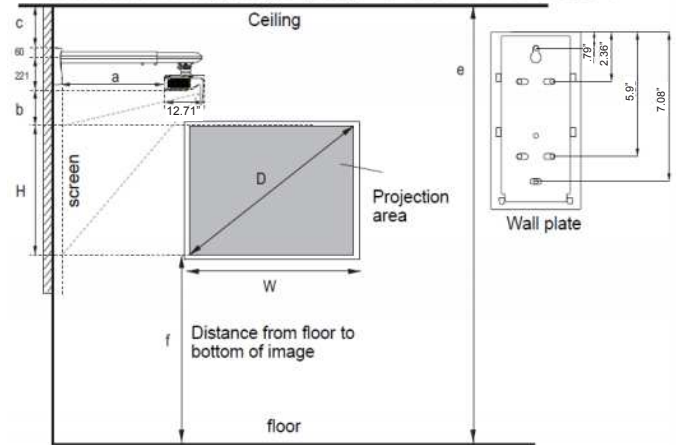 Ceiling
c
60
221
a
e
.79"
2.36"
5.9"
7.08"
b
12.71"
H
screen
D
Projection
area
Wall plate
W
f
Distance from floor to
bottom of image
floor